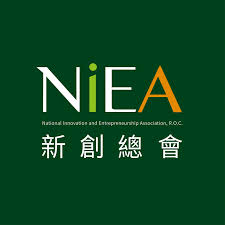 NiEA
National Innovation and Entrepreneurship Association, R.O.C.
新創總會